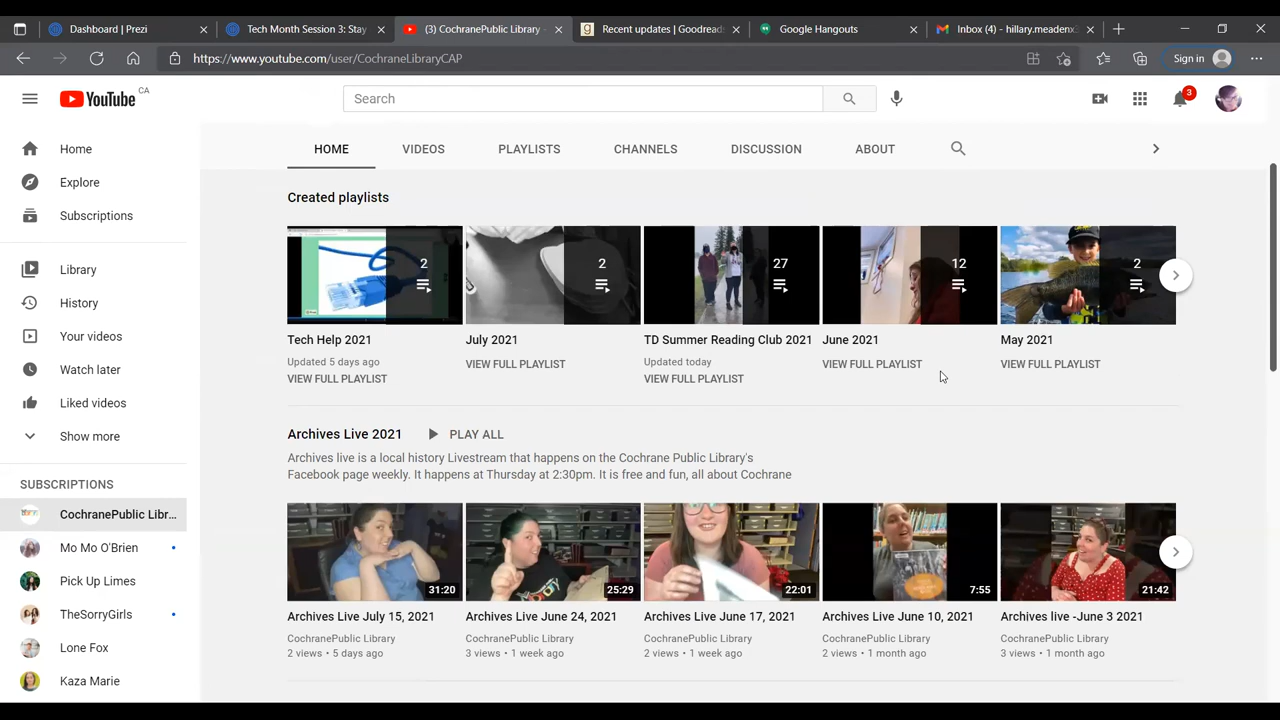 Dashboard | Prezi
Tech Month Session 3: Stay
(3) CochranePublic Library -
Recent updates | Goodreads
Google Hangouts
Inbox (4) - hillary.meadenx
https://www.youtube.com/user/CochraneLibraryCAP
Sign in
YouTube CA
Search
3
Home
Explore
Subscriptions
Library
History
Your videos
Watch later
Liked videos
Show more
SUBSCRIPTIONS
CochranePublic Libr...
Mo Mo O'Brien
Pick Up Limes
TheSorryGirls
Lone Fox
Kaza Marie
HOME VIDEOS PLAYLISTS CHANNELS DISCUSSION ABOUT
Created playlists
2 2 27 12 2
Tech Help 2021
Updated 5 days ago
VIEW FULL PLAYLIST
July 2021
VIEW FULL PLAYLIST
TD Summer Reading Club 2021
Updated today
VIEW FULL PLAYLIST
June 2021
VIEW FULL PLAYLIST
May 2021
VIEW FULL PLAYLIST
Archives Live 2021 PLAY ALL
Archives live is a local history Livestream that happens on the Cochrane Public Library's
Facebook page weekly. It happens at Thursday at 2:30pm. It is free and fun, all about Cochrane
31:20 25:29 22:01 7:55 21:42
Archives Live July 15, 2021
CochranePublic Library
2 views • 5 days ago
Archives Live June 24, 2021
CochranePublic Library
3 views • 1 week ago
Archives Live June 17, 2021
CochranePublic Library
2 views • 1 week ago
Archives Live June 10, 2021
CochranePublic Library
2 views • 1 month ago
Archives live -June 3 2021
CochranePublic Library
3 views • 1 month ago